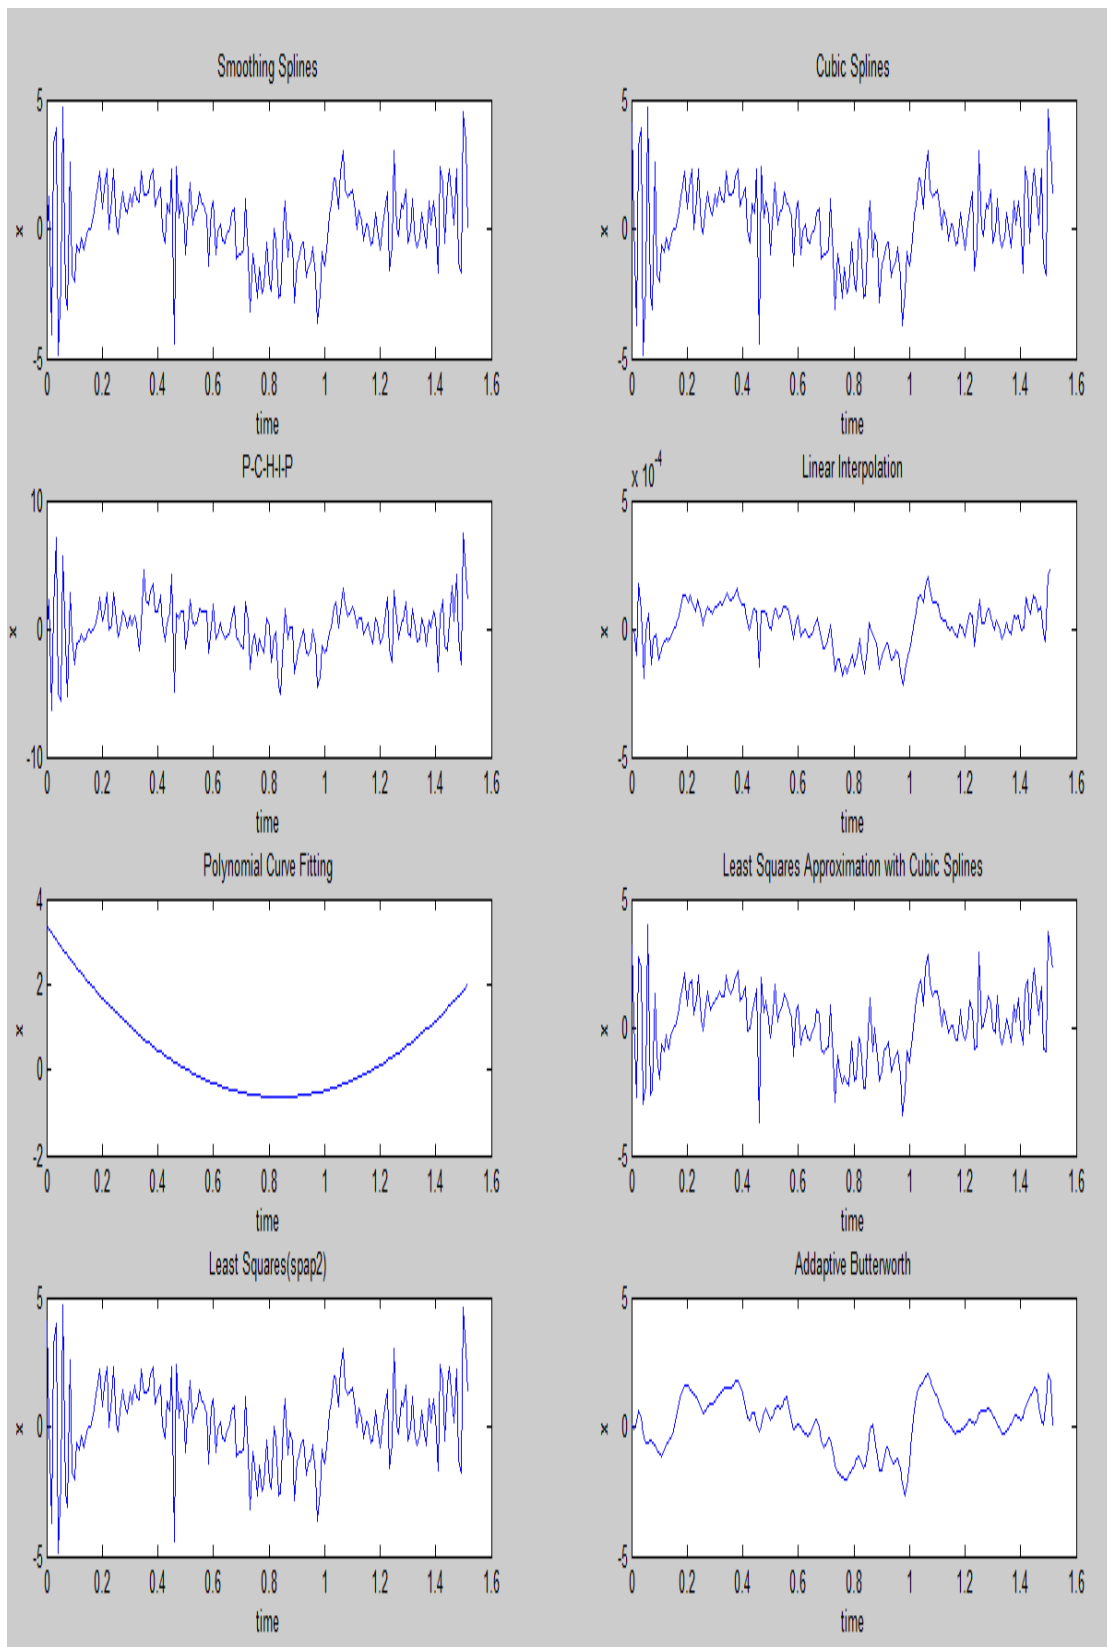 Smoothing Splines
Cubic Splines
5
0
-5
x
0 0.2 0.4 0.6 0.8 1 1.2 1.4 1.6
time
5
0
-5
x
0 0.2 0.4 0.6 0.8 1 1.2 1.4 1.6
time
P-C-H-I-P
10
0
-10
x
0 0.2 0.4 0.6 0.8 1 1.2 1.4 1.6
time
x 10^-4
Linear Interpolation
5
0
-5
x
0 0.2 0.4 0.6 0.8 1 1.2 1.4 1.6
time
Polynomial Curve Fitting
4
2
0
-2
x
0 0.2 0.4 0.6 0.8 1 1.2 1.4 1.6
time
Least Squares Approximation with Cubic Splines
5
0
-5
x
0 0.2 0.4 0.6 0.8 1 1.2 1.4 1.6
time
Least Squares(spap2)
5
0
-5
x
0 0.2 0.4 0.6 0.8 1 1.2 1.4 1.6
time
Addaptive Butterworth
5
0
-5
x
0 0.2 0.4 0.6 0.8 1 1.2 1.4 1.6
time